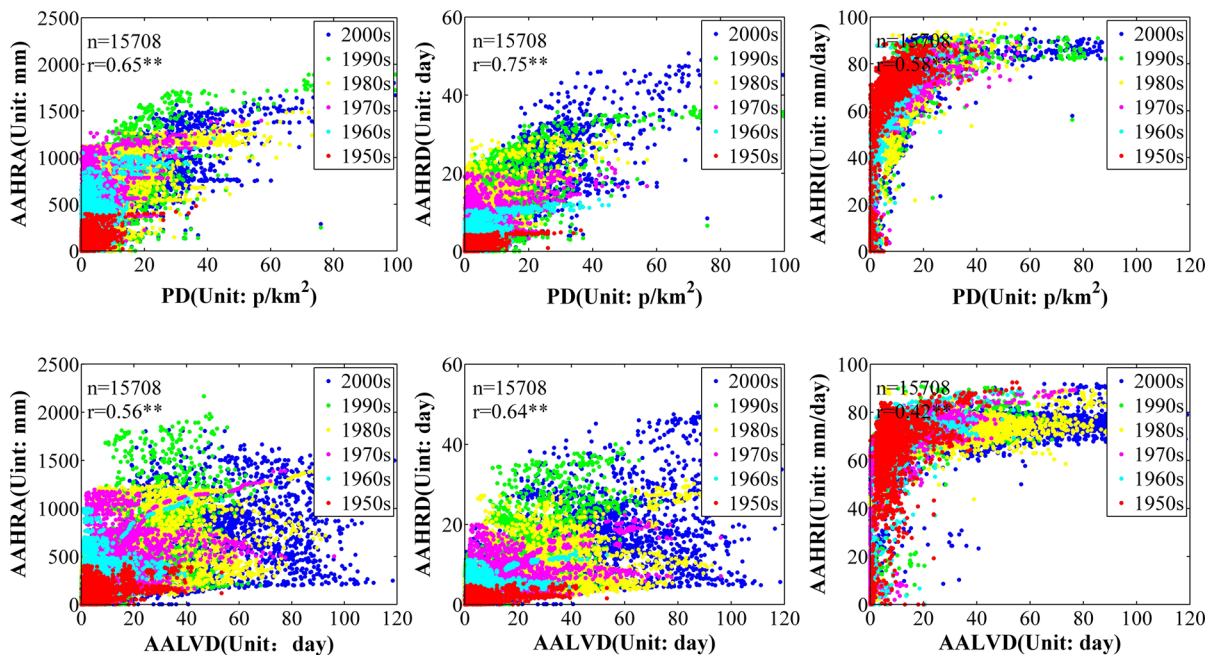 2500
2000
1500
1000
500
0
AAHRA(Unit: mm)
n=15708
r=0.65**
2000s
1990s
1980s
1970s
1960s
1950s
0 20 40 60 80 100
PD(Unit: p/km²)
60
40
20
0
AAHRD(Unit: day)
n=15708
r=0.75**
2000s
1990s
1980s
1970s
1960s
1950s
0 20 40 60 80 100
PD(Unit: p/km²)
100
80
60
40
20
0
AAHRI(Unit: mm/day)
n=15708
r=0.58**
2000s
1990s
1980s
1970s
1960s
1950s
0 20 40 60 80 100 120
PD(Unit: p/km²)
2500
2000
1500
1000
500
0
AAHRA(Uint: mm)
n=15708
r=0.56**
2000s
1990s
1980s
1970s
1960s
1950s
0 20 40 60 80 100 120
AALVD(Unit: day)
60
40
20
0
AAHRD(Uint: day)
n=15708
r=0.64**
2000s
1990s
1980s
1970s
1960s
1950s
0 20 40 60 80 100 120
AALVD(Unit: day)
100
80
60
40
20
0
AAHRI(Uint: mm/day)
n=15708
r=0.42**
2000s
1990s
1980s
1970s
1960s
1950s
0 20 40 60 80 100 120
AALVD(Unit: day)